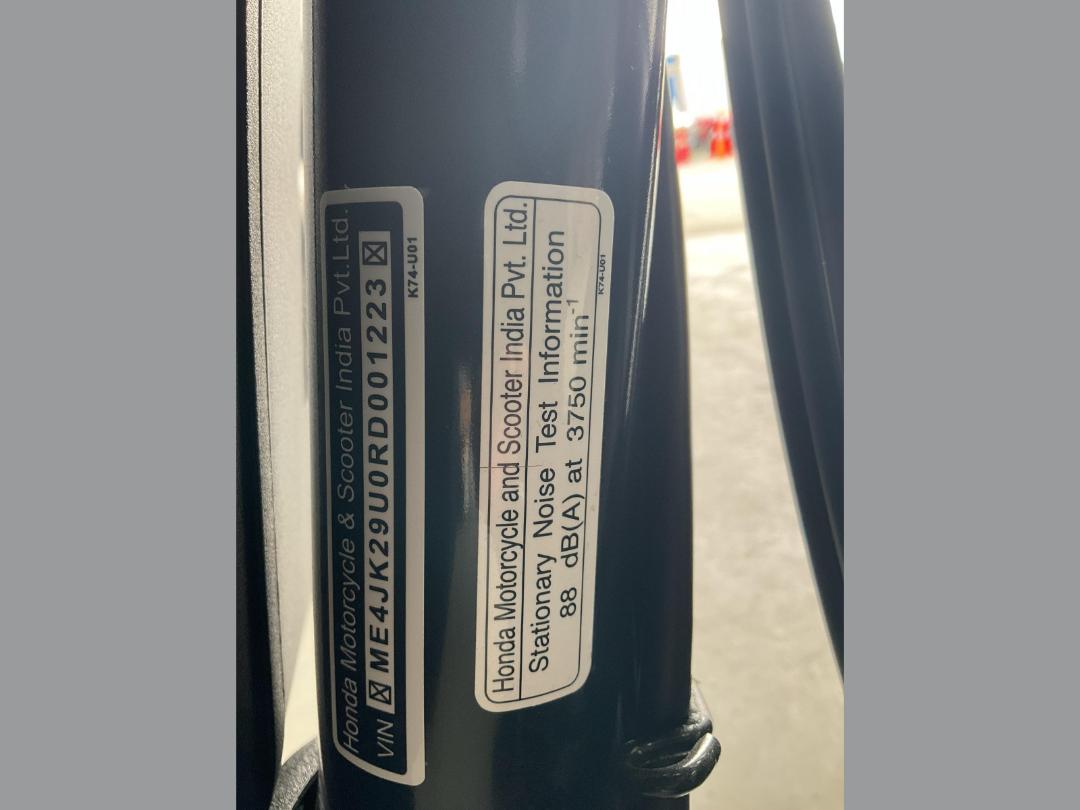 Honda Motorcycle & Scooter India Pvt.Ltd.
VIN ☒ ME4JK29U0RD001223 ☒
K74-U01
Honda Motorcycle and Scooter India Pvt. Ltd.
Stationary Noise Test Information
88 dB(A) at 3750 min⁻¹
K74-U01